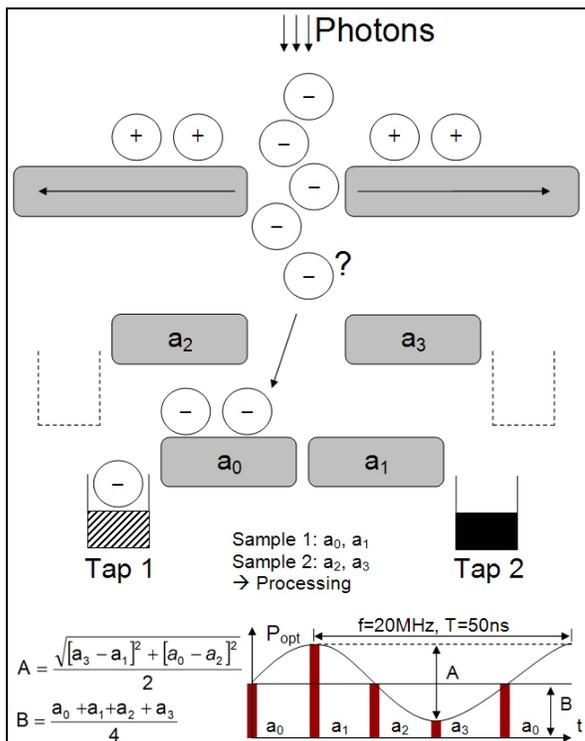 Photons
−
+ + − + +
−
−
− ?
a₂ a₃
− −
a₀ a₁
−
Tap 1
Tap 2
Sample 1: a₀, a₁
Sample 2: a₂, a₃
→ Processing
A = √([a₃ − a₁]² + [a₀ − a₂]²) / 2
B = (a₀ + a₁ + a₂ + a₃) / 4
P_opt
f=20MHz, T=50ns
A
B
a₀ a₁ a₂ a₃ a₀ t